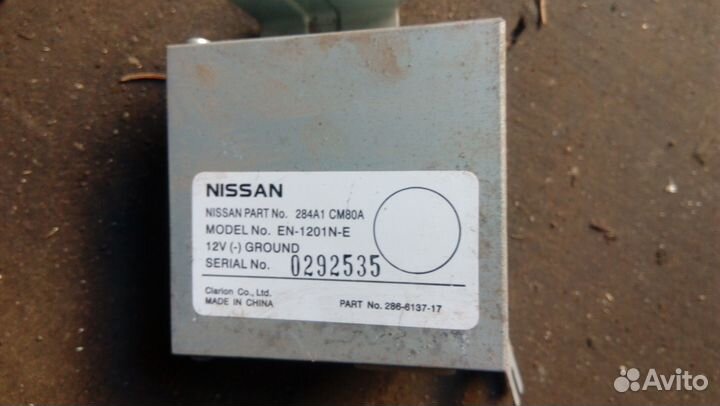 NISSAN
NISSAN PART No. 284A1 CM80A
MODEL No. EN-1201N-E
12V (-) GROUND
SERIAL No. 0292535
Clarion Co., Ltd.
MADE IN CHINA
PART No. 286-6137-17
Avito